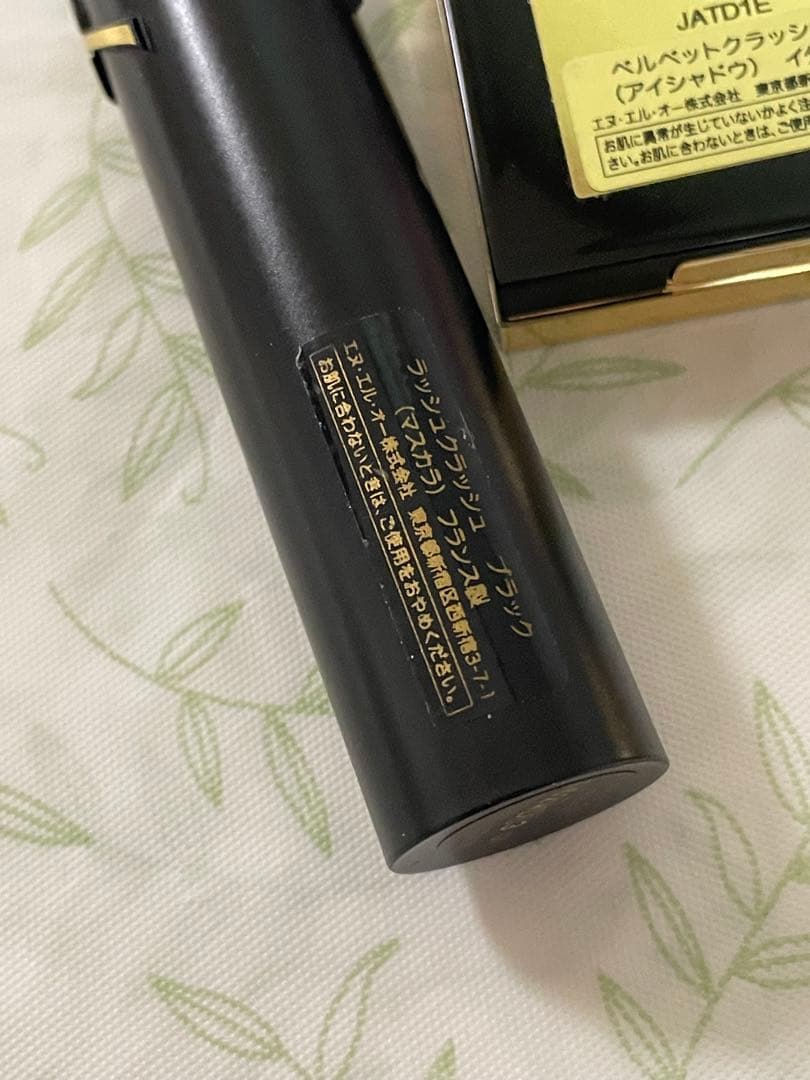 JATD1E
ベルベットクラッシ
(アイシャドウ) イタ
エヌ・エル・オー株式会社 東京都新
お肌に異常が生じていないかよく注
さい。お肌に合わないときは、ご使用
ラッシュクラッシュ ブラック
(マスカラ) フランス製
エヌ・エル・オー株式会社 東京都新宿区西新宿3-7-1
お肌に合わないときは、ご使用をおやめください。